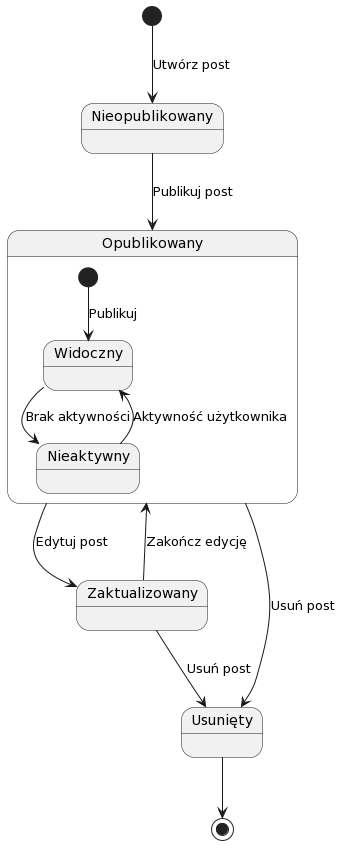 Utwórz post
Nieopublikowany
Publikuj post
Opublikowany
Publikuj
Widoczny
Brak aktywności
Aktywność użytkownika
Nieaktywny
Edytuj post
Zakończ edycję
Zaktualizowany
Usuń post
Usuń post
Usunięty